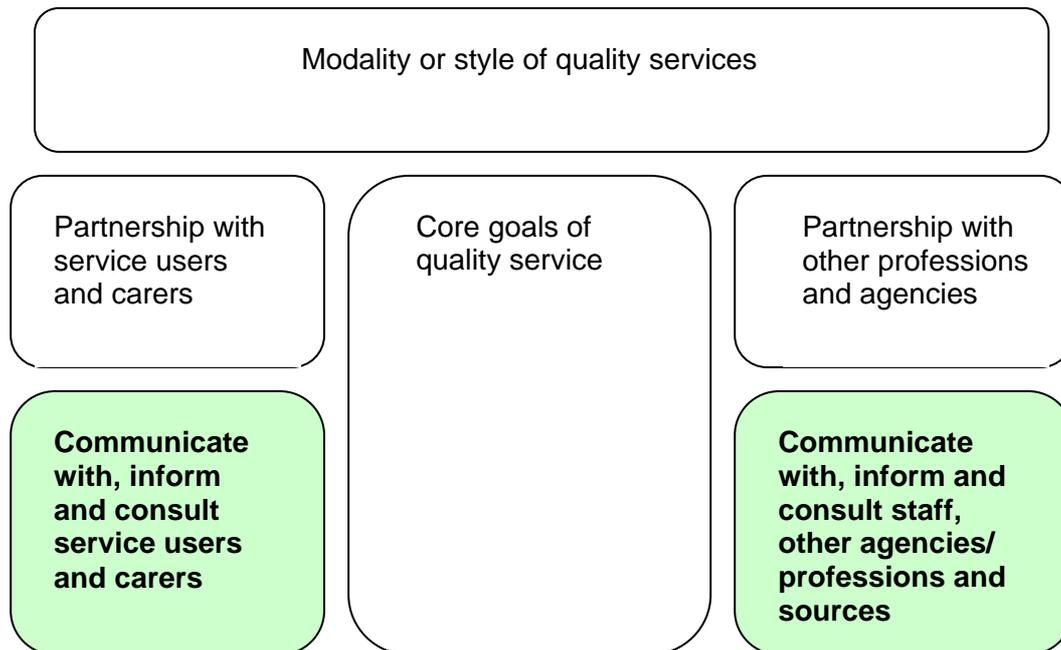 Modality or style of quality services
Partnership with
service users
and carers
Core goals of
quality service
Partnership with
other professions
and agencies
Communicate
with, inform
and consult
service users
and carers
Communicate
with, inform and
consult staff,
other agencies/
professions and
sources